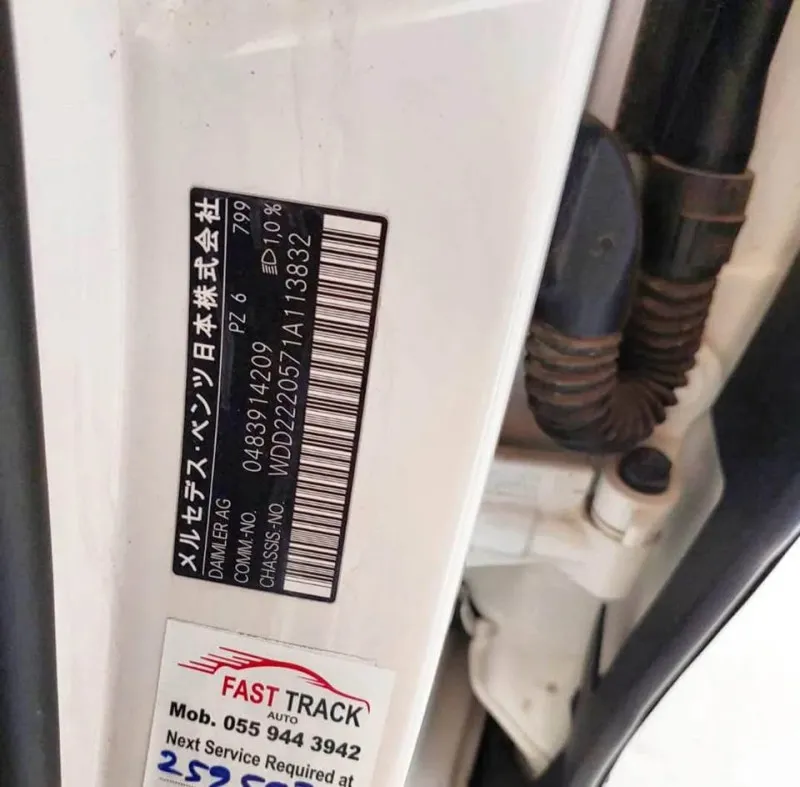 メルセデス・ベンツ日本株式会社
DAIMLER AG PZ 6 799
COMM.-NO. 0483914209 1,0 %
CHASSIS.-NO. WDD2220571A113832
FAST TRACK
AUTO
Mob. 055 944 3942
Next Service Required at